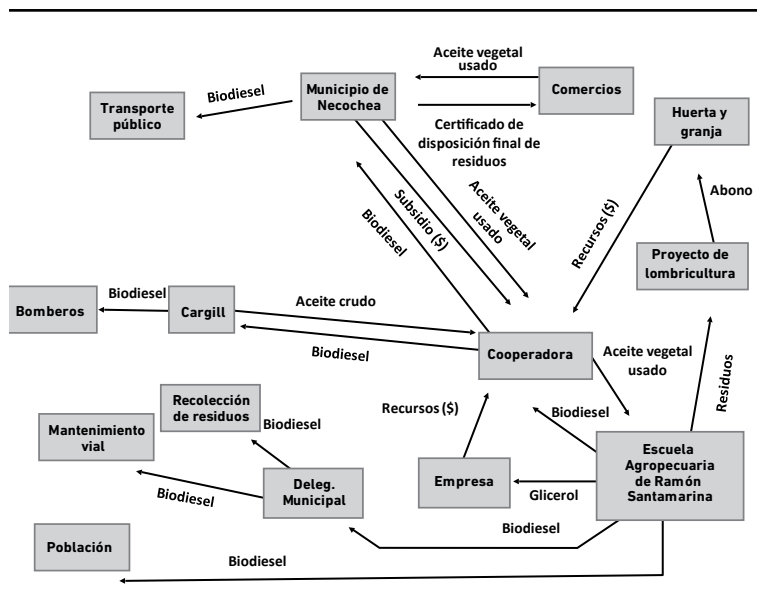 Aceite vegetal
usado
Municipio de
Necochea
Comercios
Biodiesel
Transporte
público
Certificado de
disposición final de
residuos
Huerta y
granja
Abono
Aceite vegetal
usado
Subsidio ($)
Biodiesel
Recursos ($)
Proyecto de
lombricultura
Bomberos
Biodiesel
Cargill
Aceite crudo
Biodiesel
Cooperadora
Aceite vegetal
usado
Residuos
Recolección
de residuos
Recursos ($)
Biodiesel
Mantenimiento
vial
Biodiesel
Escuela
Agropecuaria
de Ramón
Santamarina
Empresa
Glicerol
Deleg.
Municipal
Biodiesel
Biodiesel
Población
Biodiesel